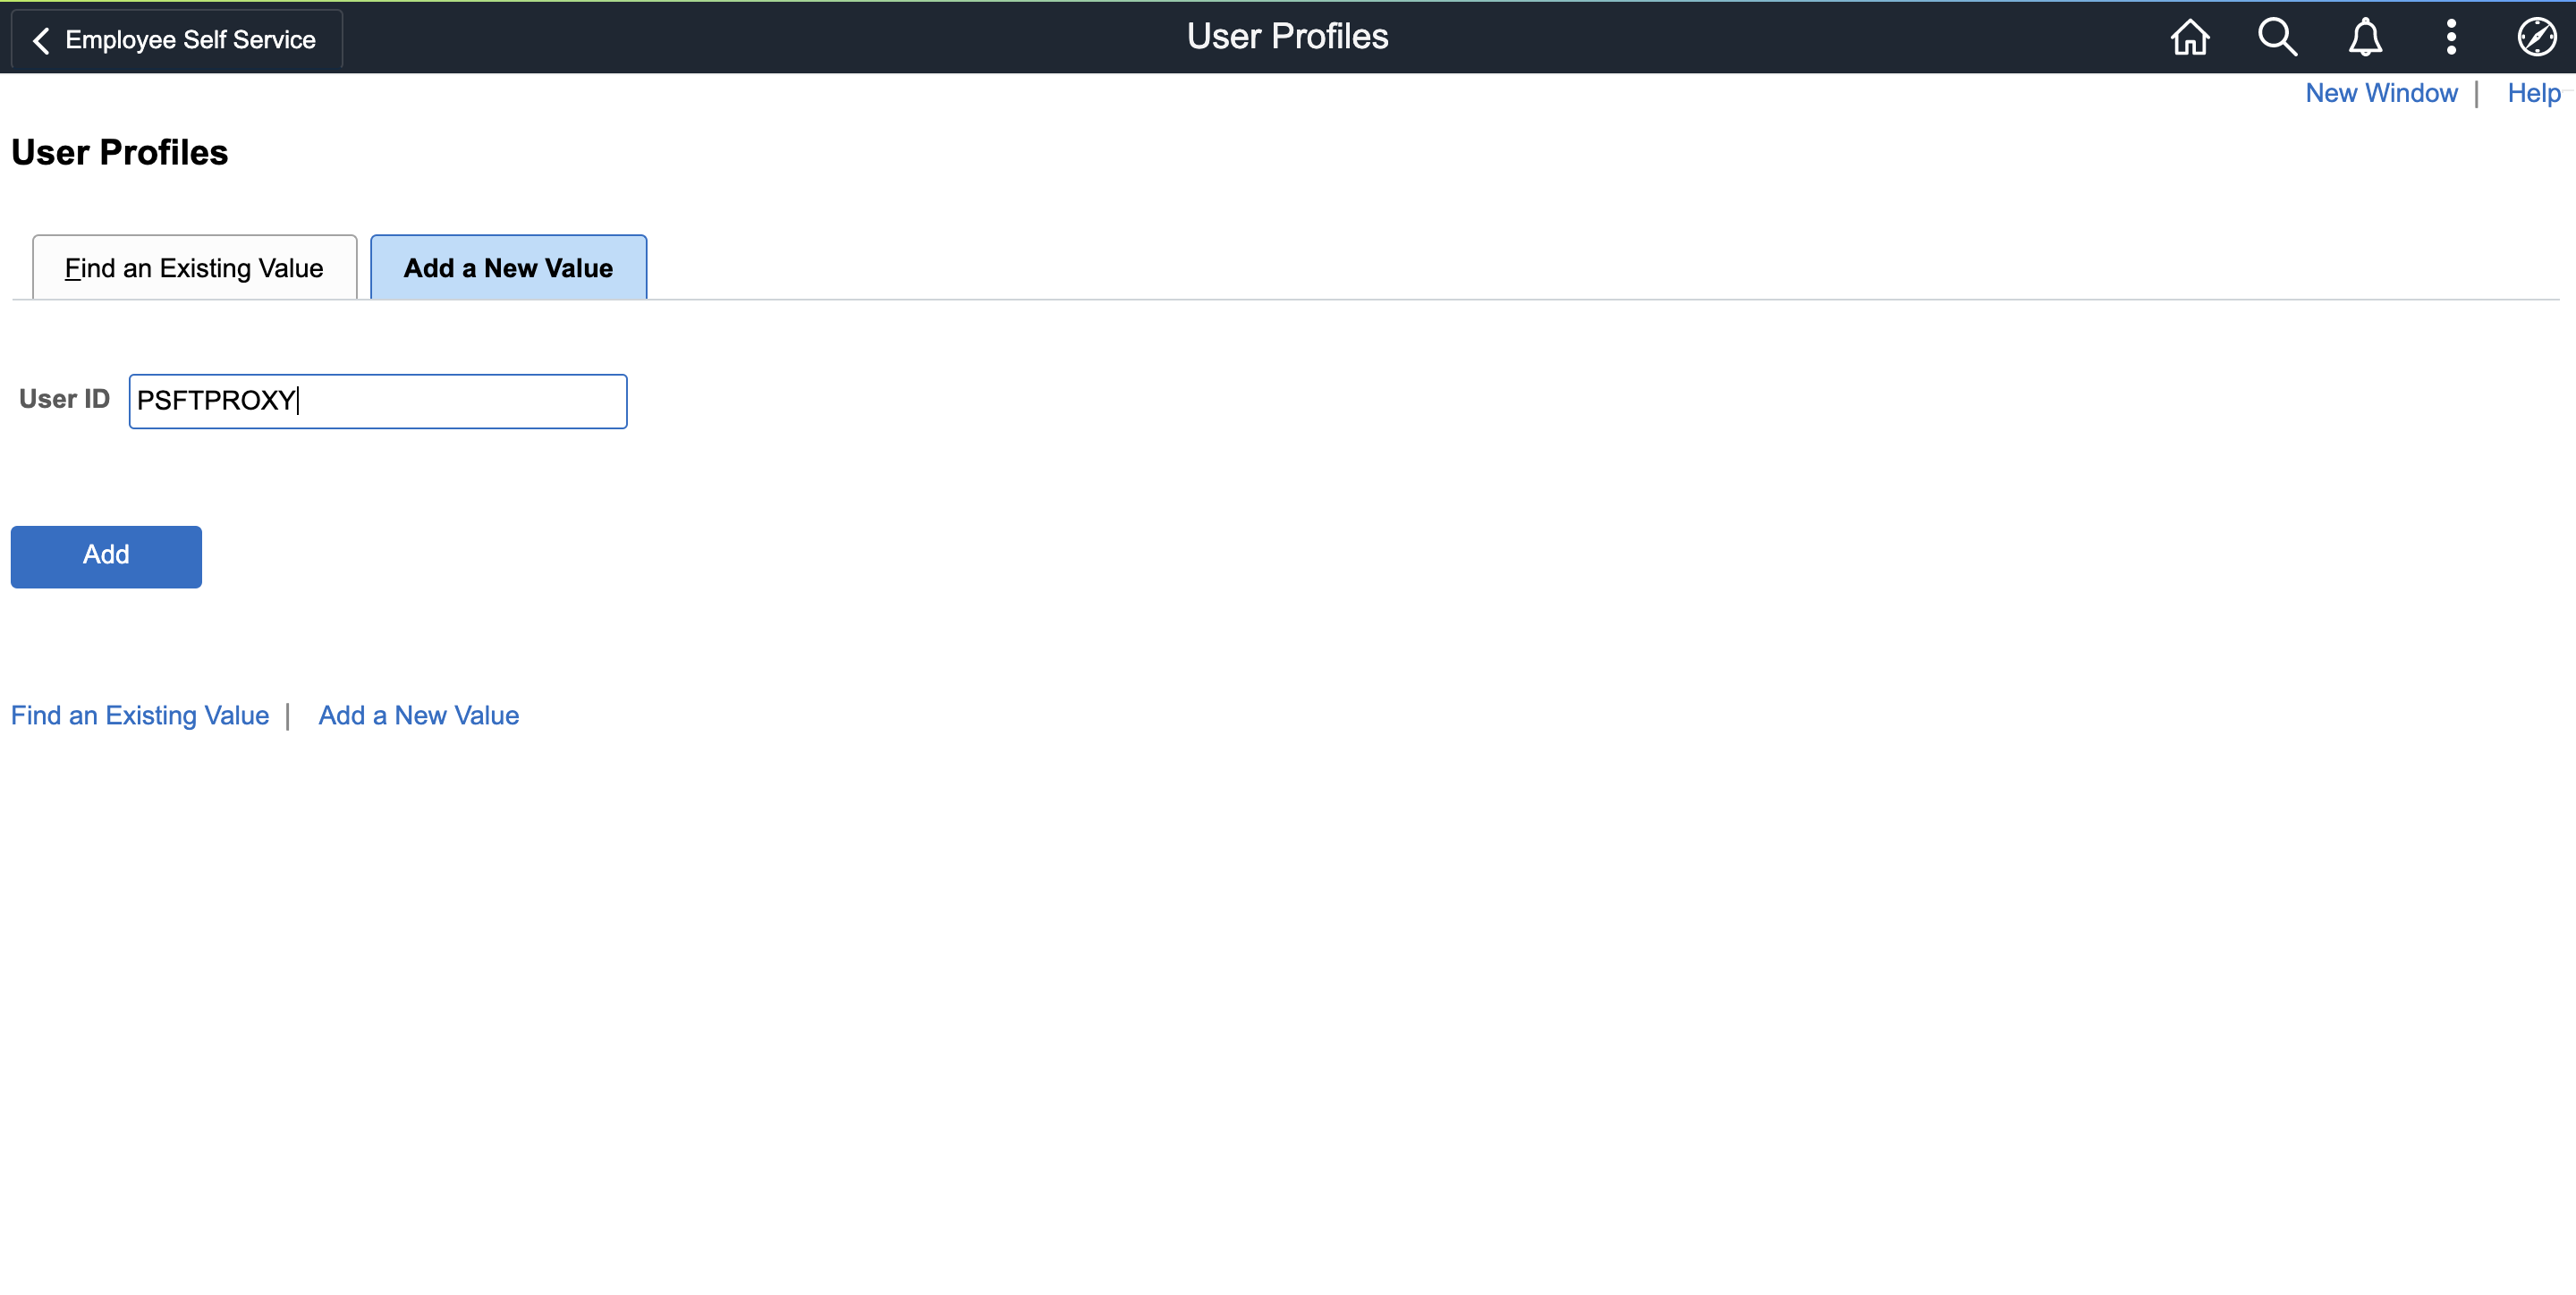 Employee Self Service
User Profiles
New Window | Help
User Profiles
Find an Existing Value
Add a New Value
User ID PSFTPROXY
Add
Find an Existing Value | Add a New Value